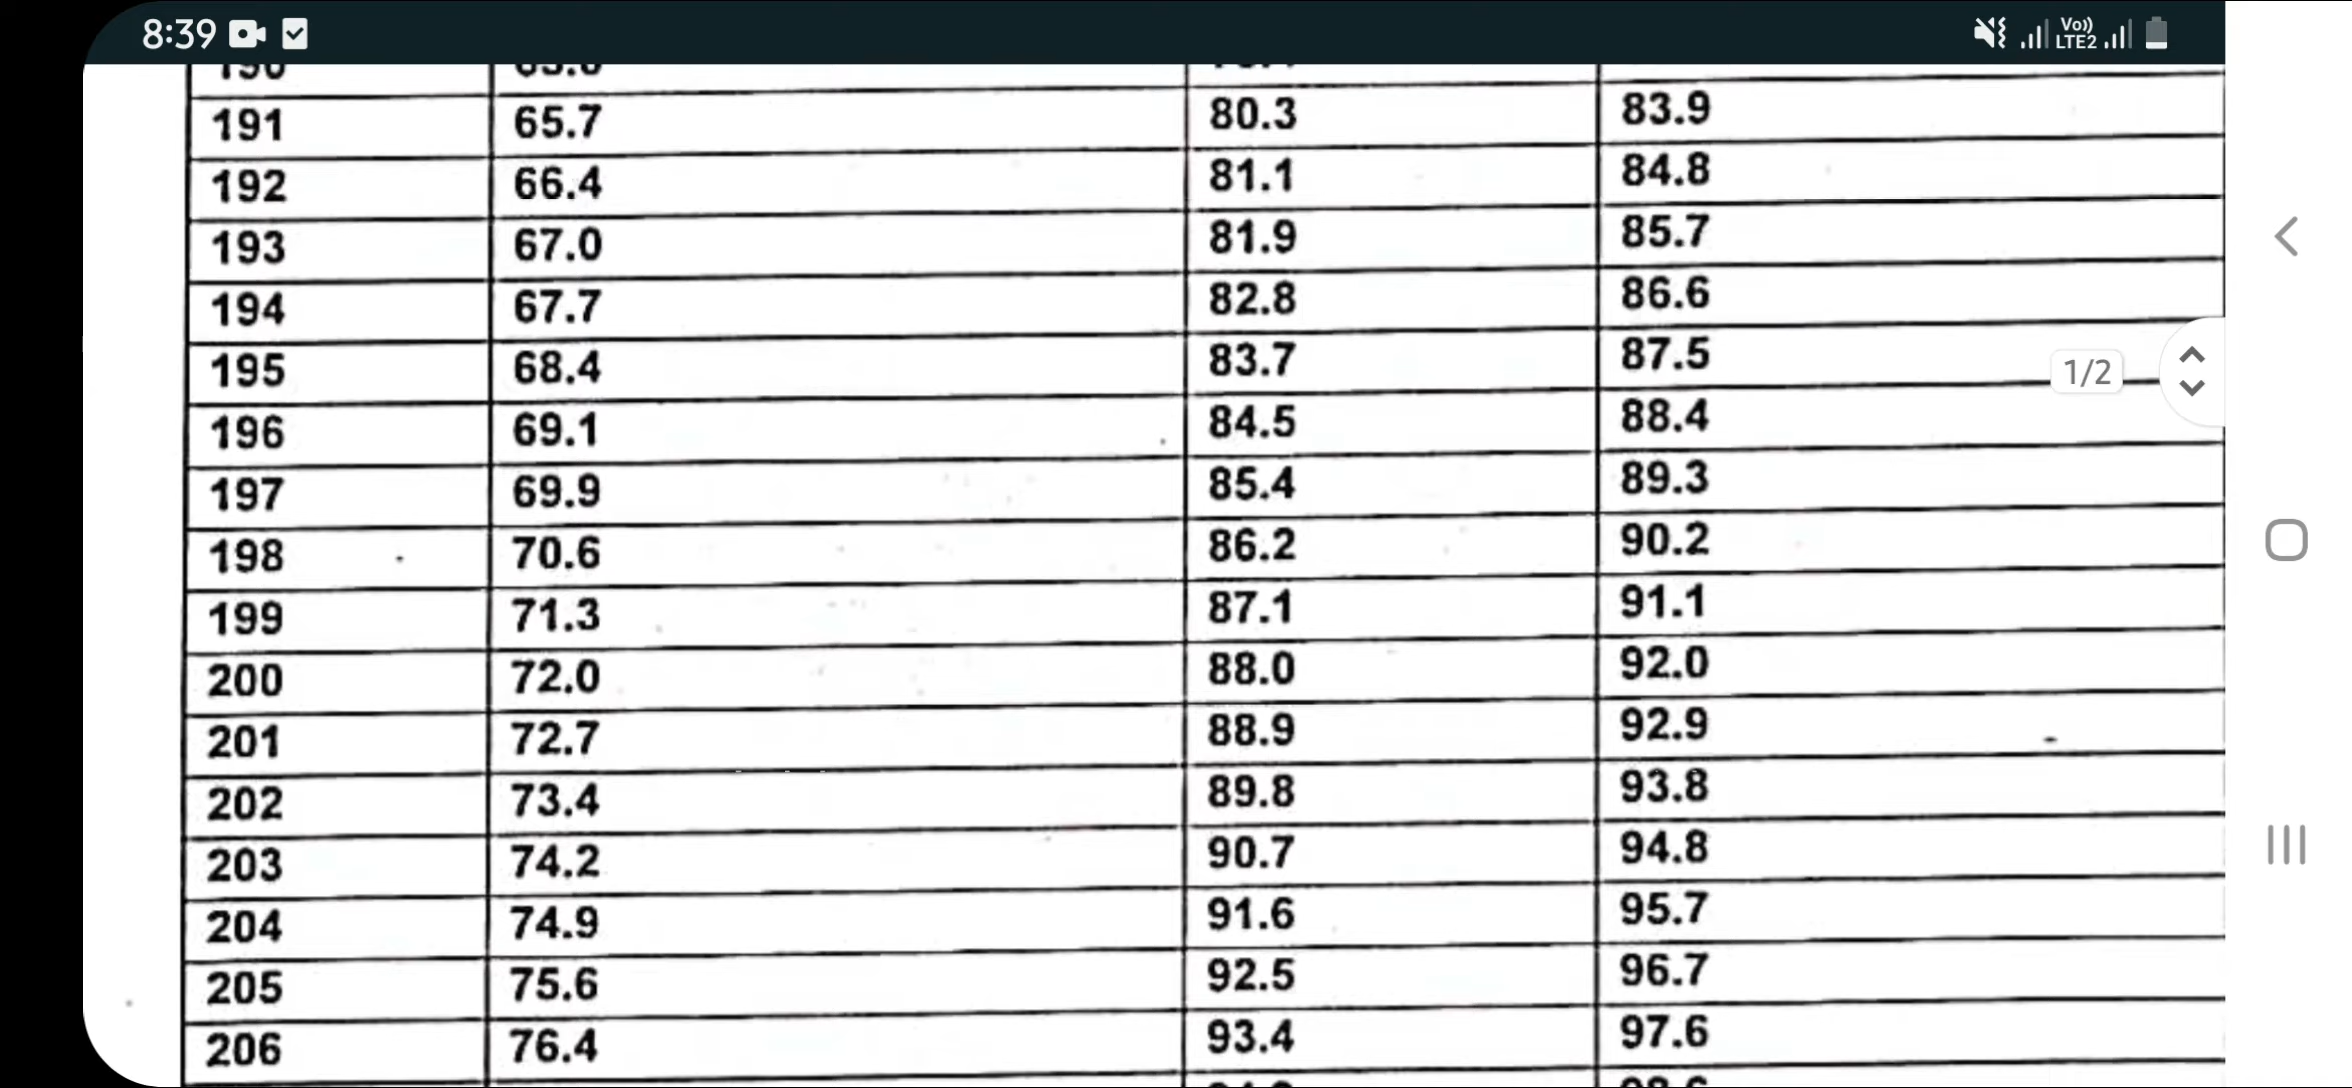 8:39 Vo)) LTE2
191 65.7 80.3 83.9
192 66.4 81.1 84.8
193 67.0 81.9 85.7
194 67.7 82.8 86.6
195 68.4 83.7 87.5
1/2
196 69.1 84.5 88.4
197 69.9 85.4 89.3
198 70.6 86.2 90.2
199 71.3 87.1 91.1
200 72.0 88.0 92.0
201 72.7 88.9 92.9
202 73.4 89.8 93.8
203 74.2 90.7 94.8
204 74.9 91.6 95.7
205 75.6 92.5 96.7
206 76.4 93.4 97.6